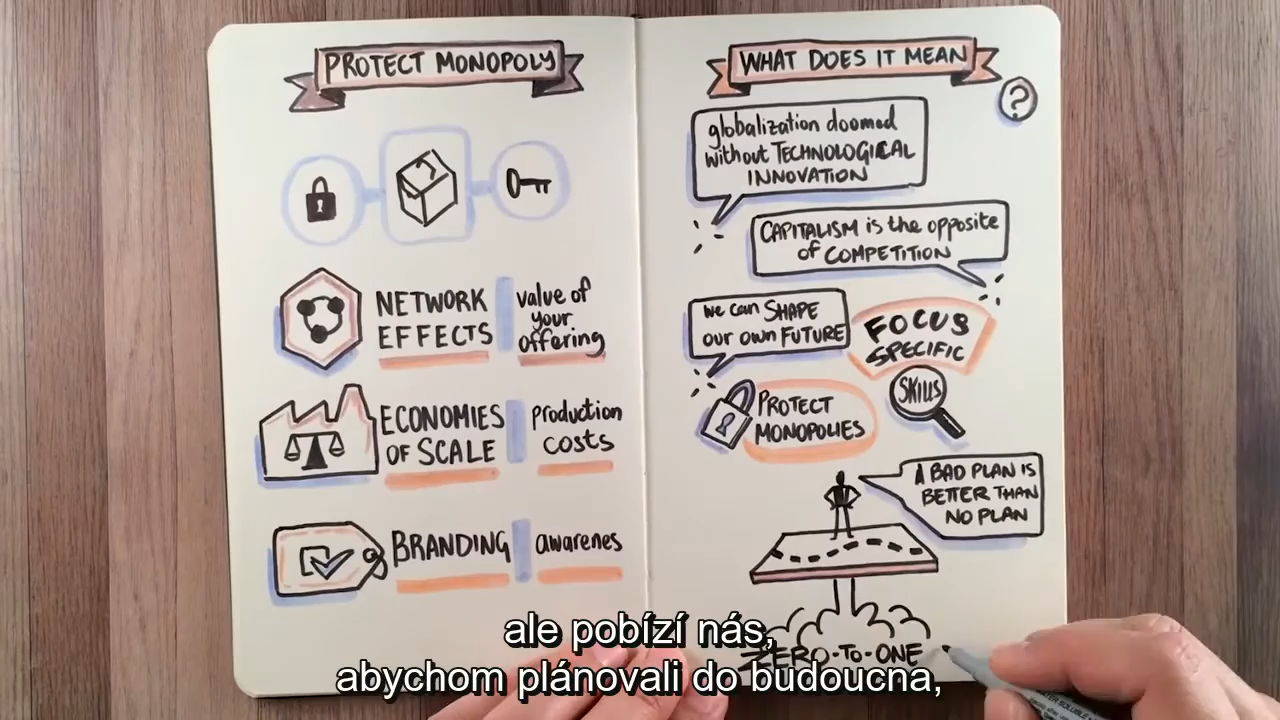 PROTECT MONOPOLY
NETWORK
EFFECTS
value of
your
offering
ECONOMIES
OF SCALE
production
costs
BRANDING
awarenes
WHAT DOES IT MEAN
?
globalization doomed
without TECHNOLOGICAL
INNOVATION
CAPITALISM is the opposite
of COMPETITION
we can SHAPE
our own FUTURE
FOCUS
SPECIFIC
SKILLS
PROTECT
MONOPOLIES
A BAD PLAN IS
BETTER THAN
NO PLAN
ZERO-TO-ONE
ale pobízí nás,
abychom plánovali do budoucna,